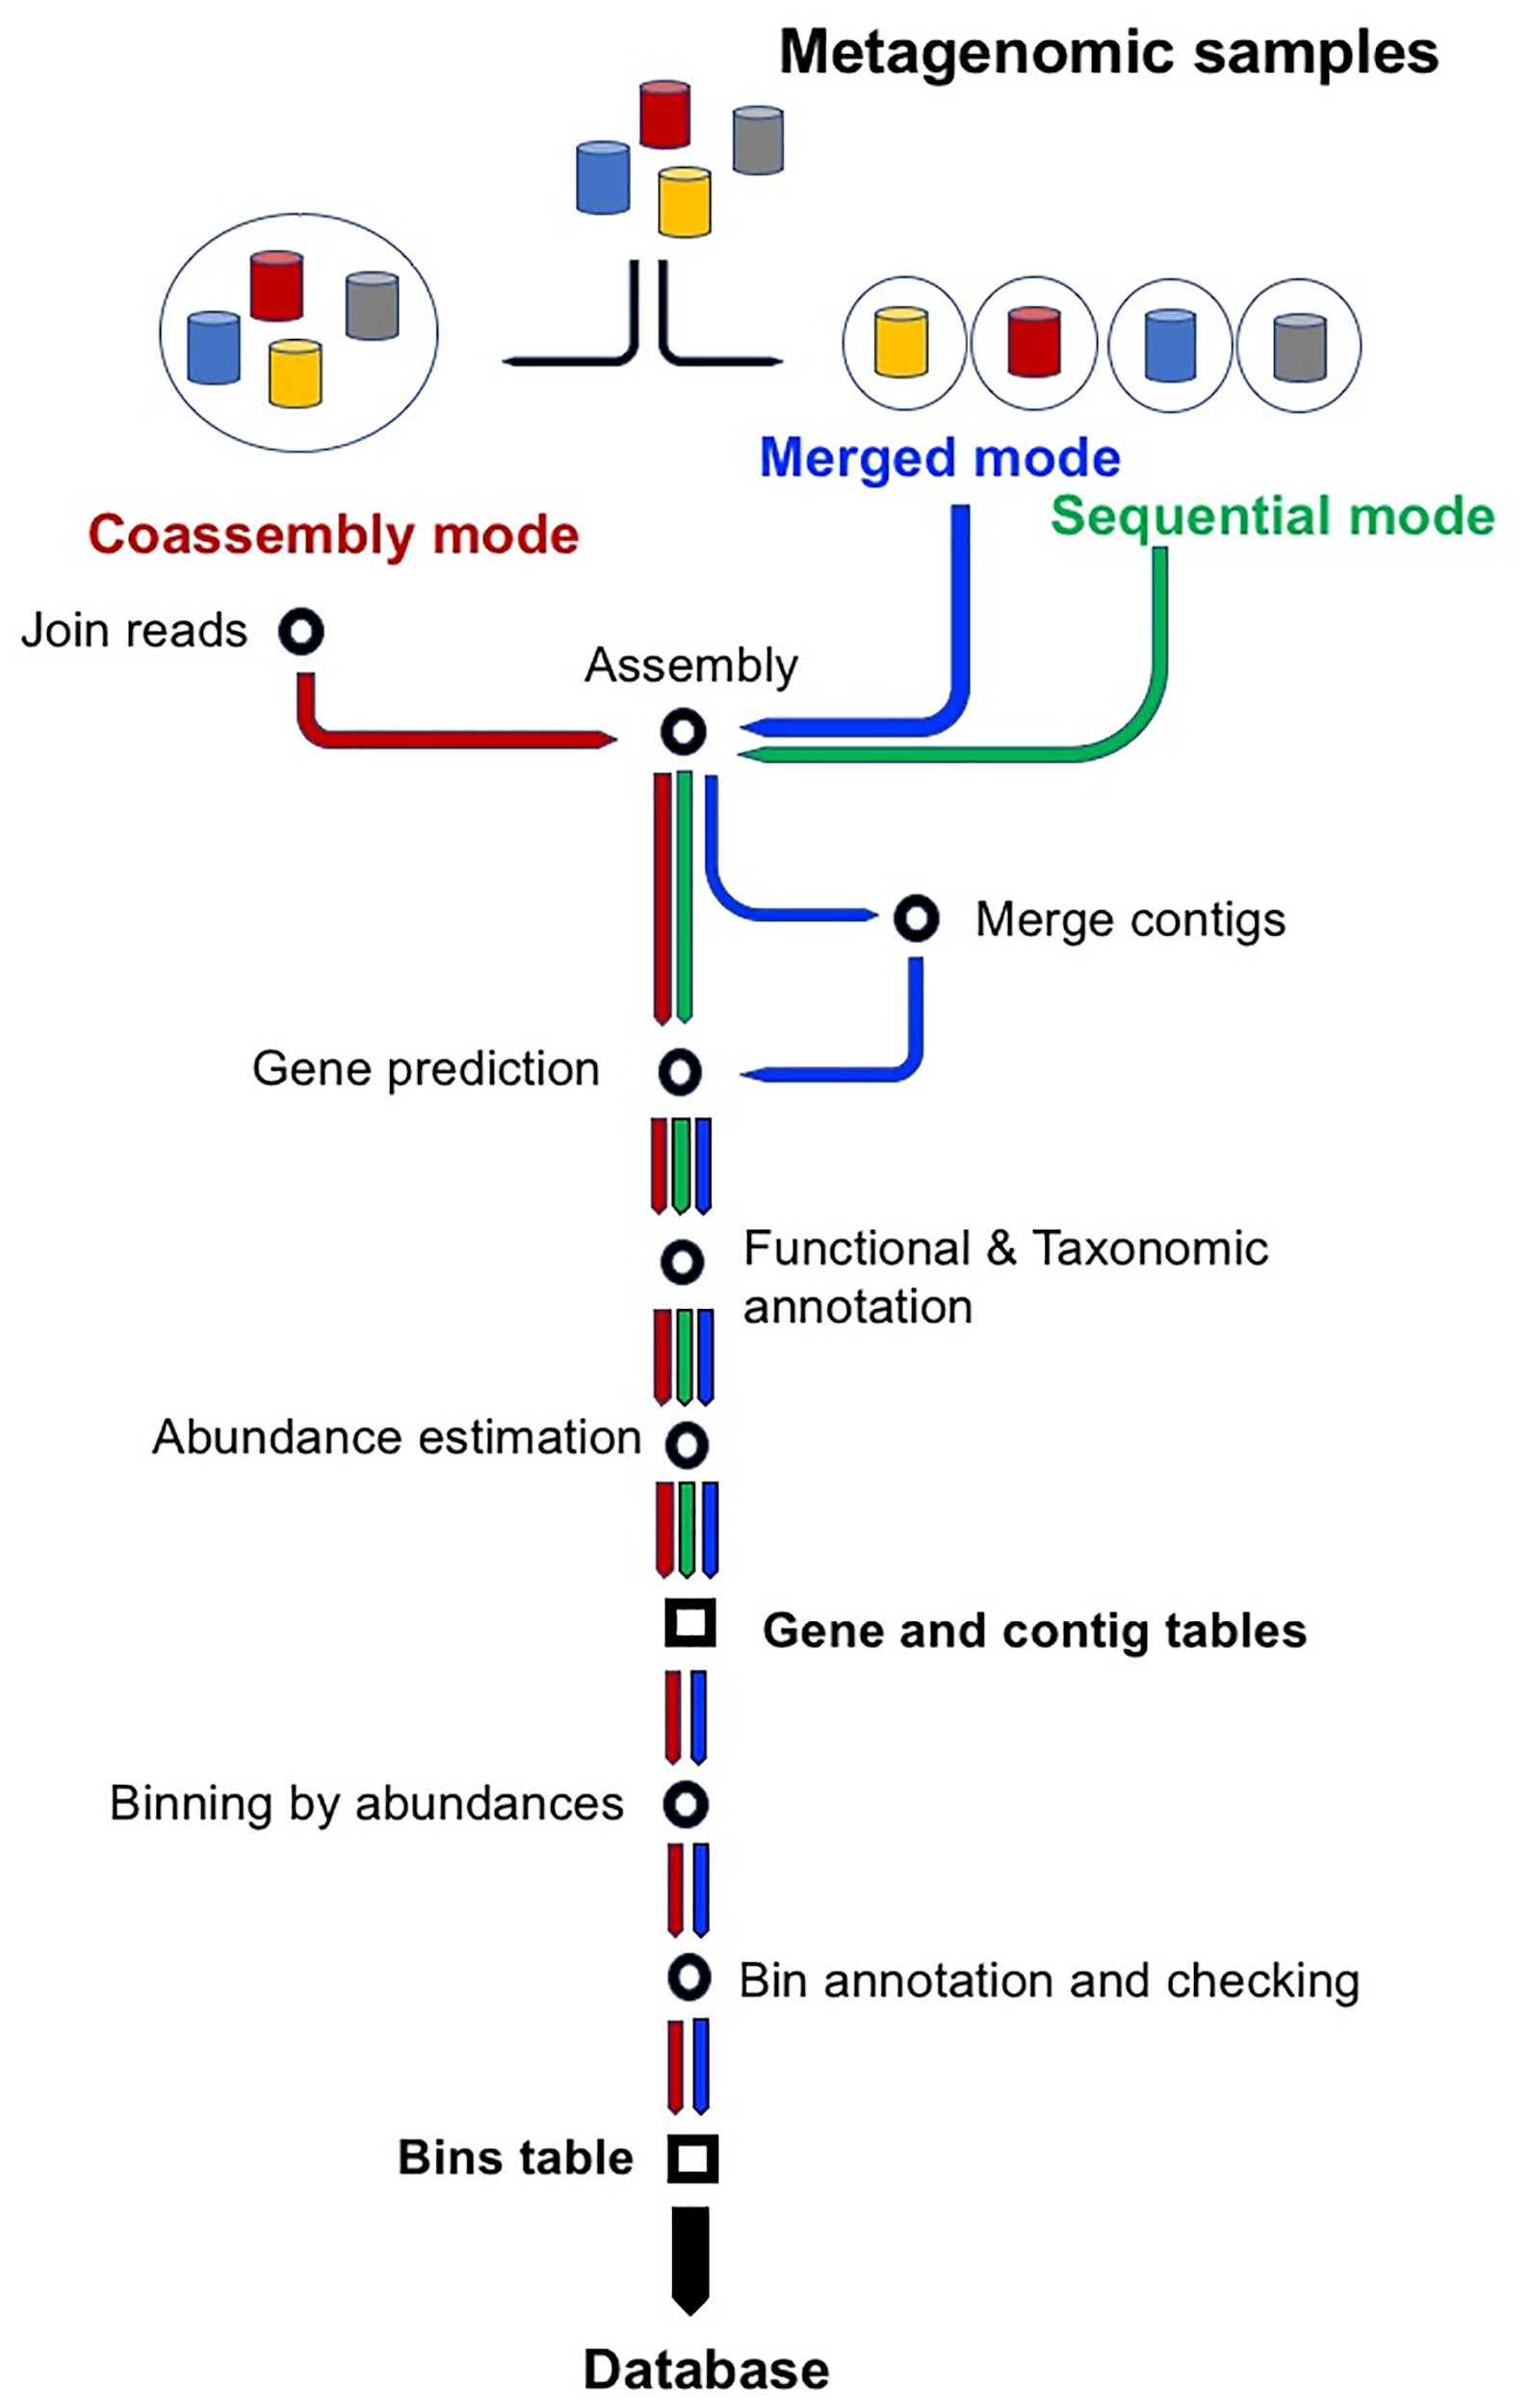 Metagenomic samples
Merged mode
Sequential mode
Coassembly mode
Join reads
Assembly
Merge contigs
Gene prediction
Functional & Taxonomic
annotation
Abundance estimation
Gene and contig tables
Binning by abundances
Bin annotation and checking
Bins table
Database